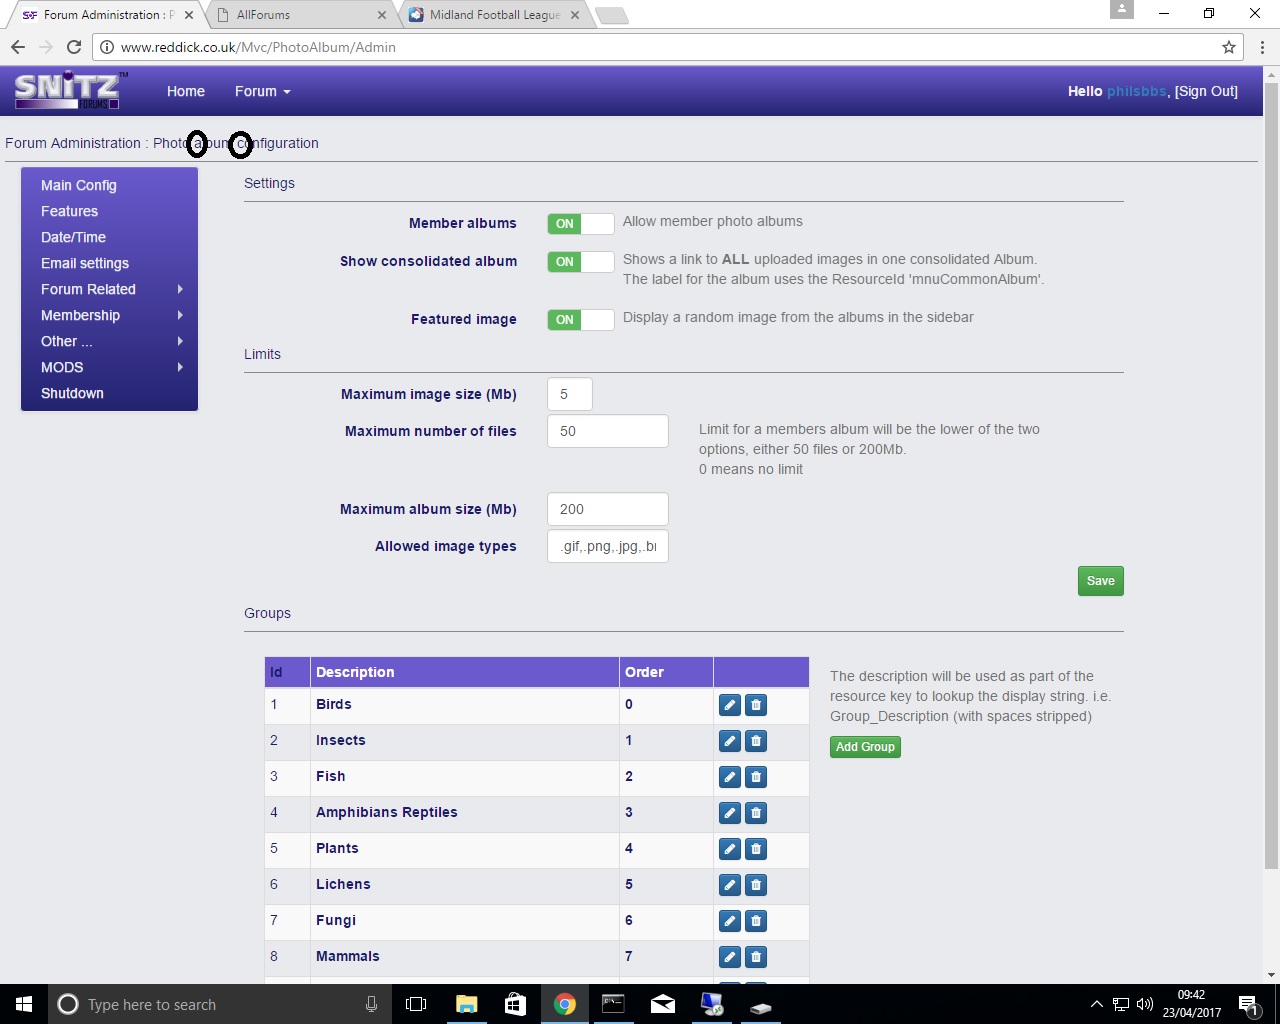 Forum Administration : P
AllForums
Midland Football League
www.reddick.co.uk/Mvc/PhotoAlbum/Admin
SNiTZ™
FORUMS
Home
Forum
Hello philsbbs, [Sign Out]
Forum Administration : Photo album configuration
Main Config
Features
Date/Time
Email settings
Forum Related
Membership
Other ...
MODS
Shutdown
Settings
Member albums ON Allow member photo albums
Show consolidated album ON Shows a link to ALL uploaded images in one consolidated Album.
The label for the album uses the ResourceId 'mnuCommonAlbum'.
Featured image ON Display a random image from the albums in the sidebar
Limits
Maximum image size (Mb) 5
Maximum number of files 50 Limit for a members album will be the lower of the two
options, either 50 files or 200Mb.
0 means no limit
Maximum album size (Mb) 200
Allowed image types .gif,.png,.jpg,.b
Save
Groups
Id Description Order
1 Birds 0
2 Insects 1
3 Fish 2
4 Amphibians Reptiles 3
5 Plants 4
6 Lichens 5
7 Fungi 6
8 Mammals 7
The description will be used as part of the
resource key to lookup the display string. i.e.
Group_Description (with spaces stripped)
Add Group
Type here to search
09:42
23/04/2017
1